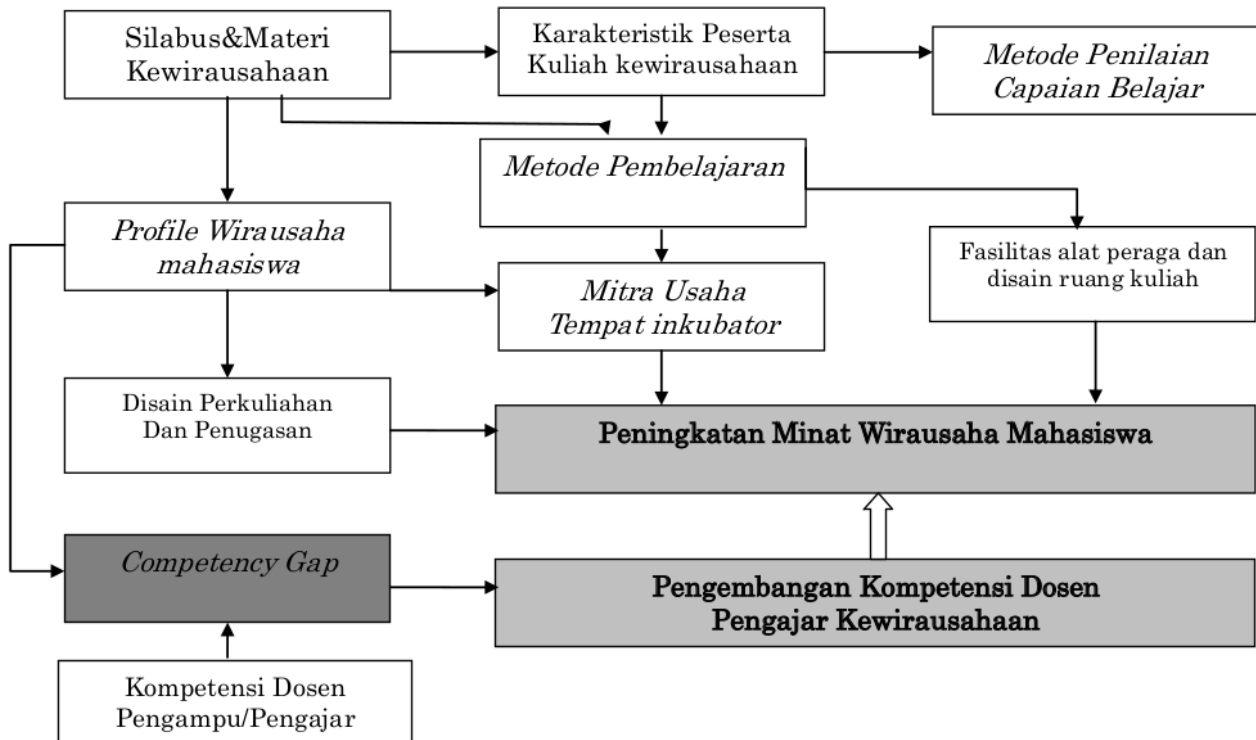 Silabus&Materi
Kewirausahaan
Karakteristik Peserta
Kuliah kewirausahaan
Metode Penilaian
Capaian Belajar
Metode Pembelajaran
Profile Wirausaha
mahasiswa
Fasilitas alat peraga dan
disain ruang kuliah
Mitra Usaha
Tempat inkubator
Disain Perkuliahan
Dan Penugasan
Peningkatan Minat Wirausaha Mahasiswa
Competency Gap
Pengembangan Kompetensi Dosen
Pengajar Kewirausahaan
Kompetensi Dosen
Pengampu/Pengajar